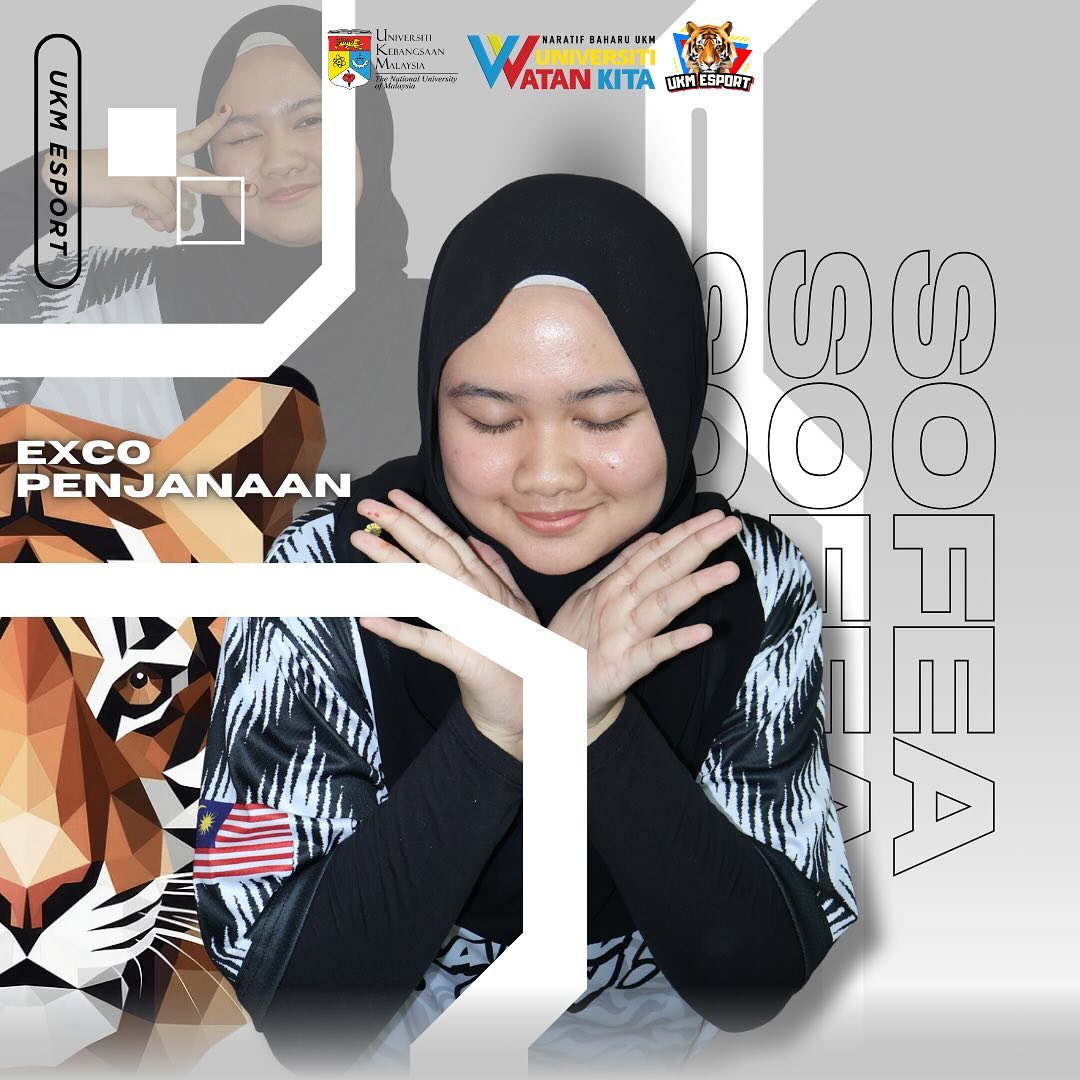 UKM ESPORT
UNIVERSITI
KEBANGSAAN
MALAYSIA
The National University
of Malaysia
NARATIF BAHARU UKM
UNIVERSITI
WATAN KITA
UKM ESPORT
EXCO
PENJANAAN
SOFEA
SOFEA
SO